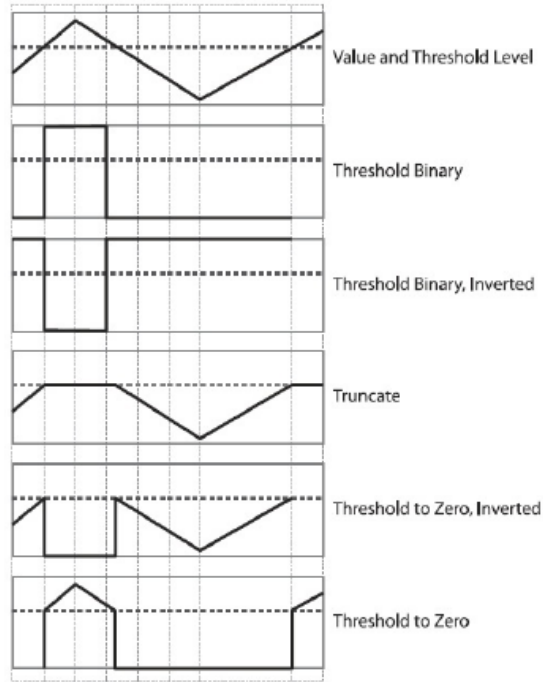 Value and Threshold Level
Threshold Binary
Threshold Binary, Inverted
Truncate
Threshold to Zero, Inverted
Threshold to Zero